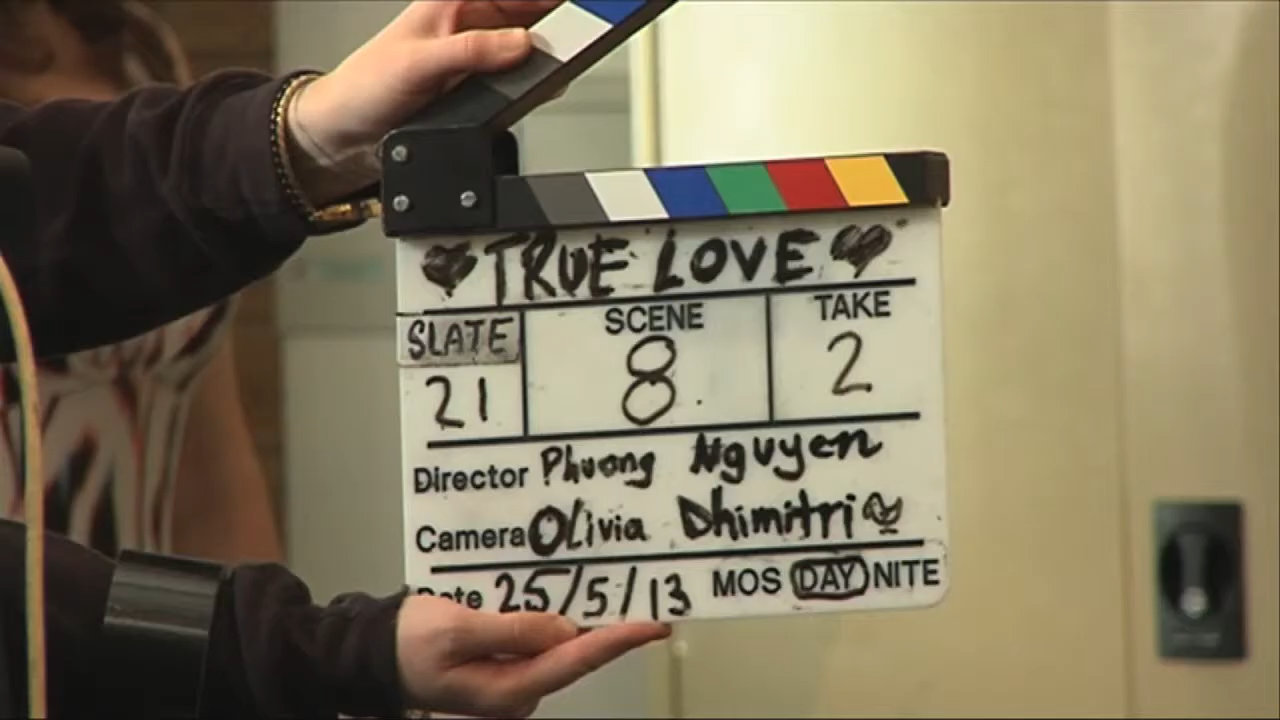 TRUE LOVE
SLATE SCENE TAKE
21 8 2
Director Phuong Nguyen
Camera Olivia Dhimitri
Date 25/5/13 MOS DAY NITE